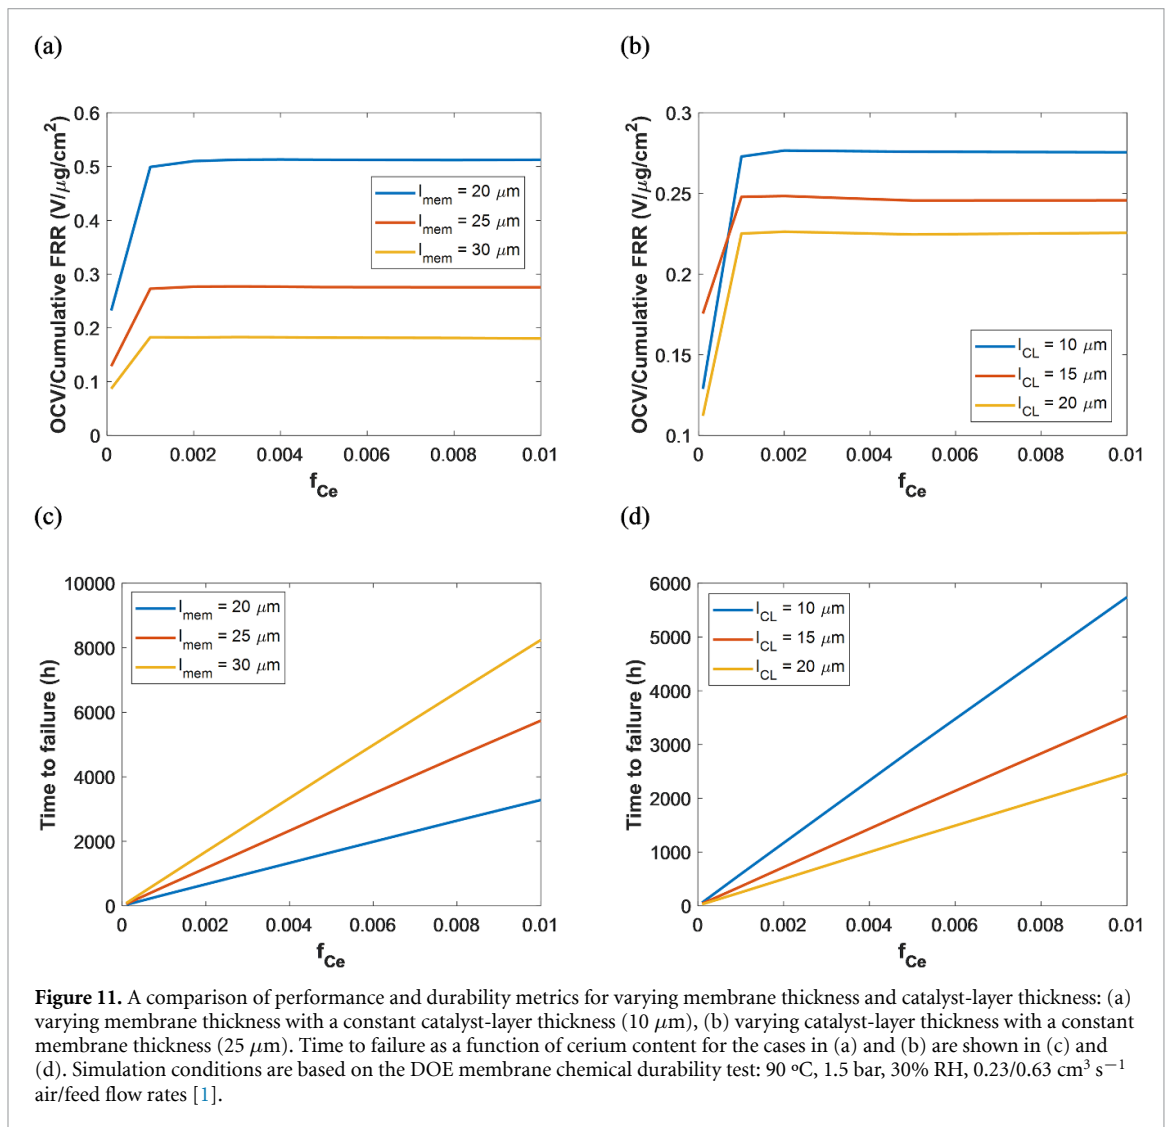 (a)
(b)
OCV/Cumulative FRR (V/μg/cm²)
0.6
0.5
0.4
0.3
0.2
0.1
0
l_mem = 20 μm
l_mem = 25 μm
l_mem = 30 μm
0 0.002 0.004 0.006 0.008 0.01
f_Ce
OCV/Cumulative FRR (V/μg/cm²)
0.3
0.25
0.2
0.15
0.1
l_CL = 10 μm
l_CL = 15 μm
l_CL = 20 μm
0 0.002 0.004 0.006 0.008 0.01
f_Ce
(c)
(d)
Time to failure (h)
10000
8000
6000
4000
2000
0
l_mem = 20 μm
l_mem = 25 μm
l_mem = 30 μm
0 0.002 0.004 0.006 0.008 0.01
f_Ce
Time to failure (h)
6000
5000
4000
3000
2000
1000
0
l_CL = 10 μm
l_CL = 15 μm
l_CL = 20 μm
0 0.002 0.004 0.006 0.008 0.01
f_Ce
Figure 11. A comparison of performance and durability metrics for varying membrane thickness and catalyst-layer thickness: (a)
varying membrane thickness with a constant catalyst-layer thickness (10 μm), (b) varying catalyst-layer thickness with a constant
membrane thickness (25 μm). Time to failure as a function of cerium content for the cases in (a) and (b) are shown in (c) and
(d). Simulation conditions are based on the DOE membrane chemical durability test: 90 ºC, 1.5 bar, 30% RH, 0.23/0.63 cm³ s⁻¹
air/feed flow rates [1].